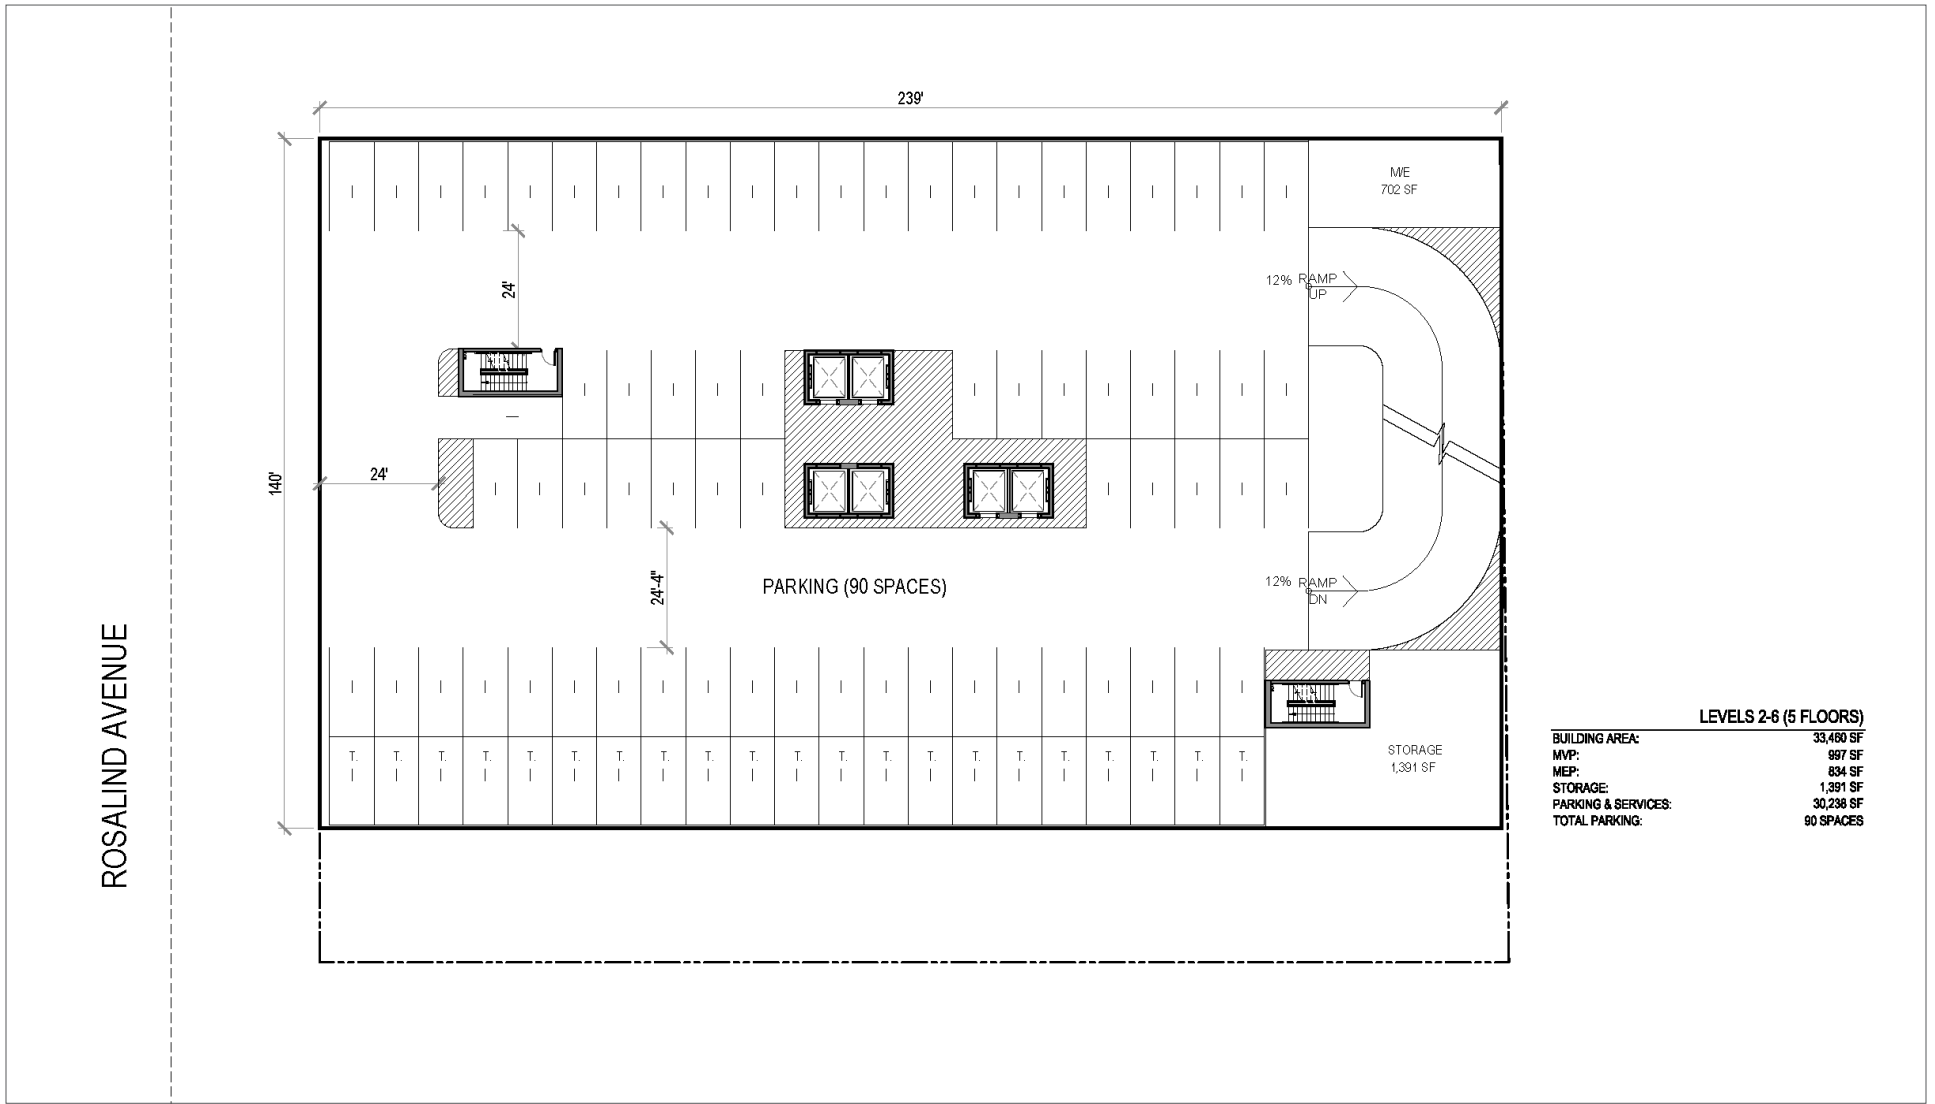 239'
M/E
702 SF
12% RAMP
UP
24'
24'
140'
24'-4"
PARKING (90 SPACES)
12% RAMP
DN
T. T. T. T. T. T. T. T. T. T. T. T. T. T. T. T. T. T. T. T. T.
STORAGE
1,391 SF
ROSALIND AVENUE
LEVELS 2-6 (5 FLOORS)
BUILDING AREA: 33,460 SF
MVP: 997 SF
MEP: 834 SF
STORAGE: 1,391 SF
PARKING & SERVICES: 30,238 SF
TOTAL PARKING: 90 SPACES